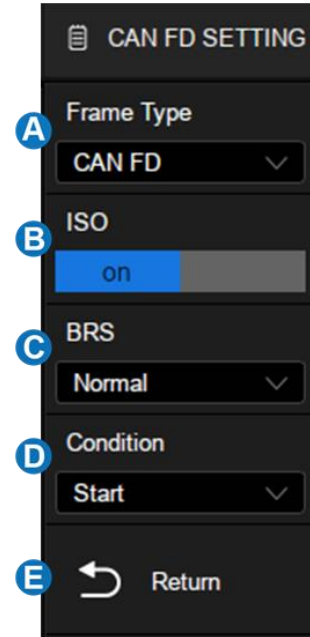 CAN FD SETTING
A
Frame Type
CAN FD
B
ISO
on
C
BRS
Normal
D
Condition
Start
E
Return